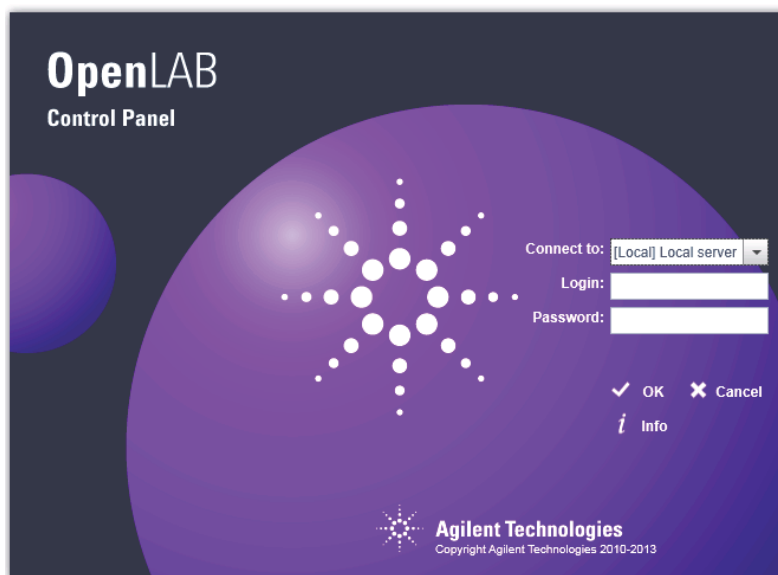 OpenLAB
Control Panel
Connect to: [Local] Local server
Login:
Password:
OK Cancel
i Info
Agilent Technologies
Copyright Agilent Technologies 2010-2013